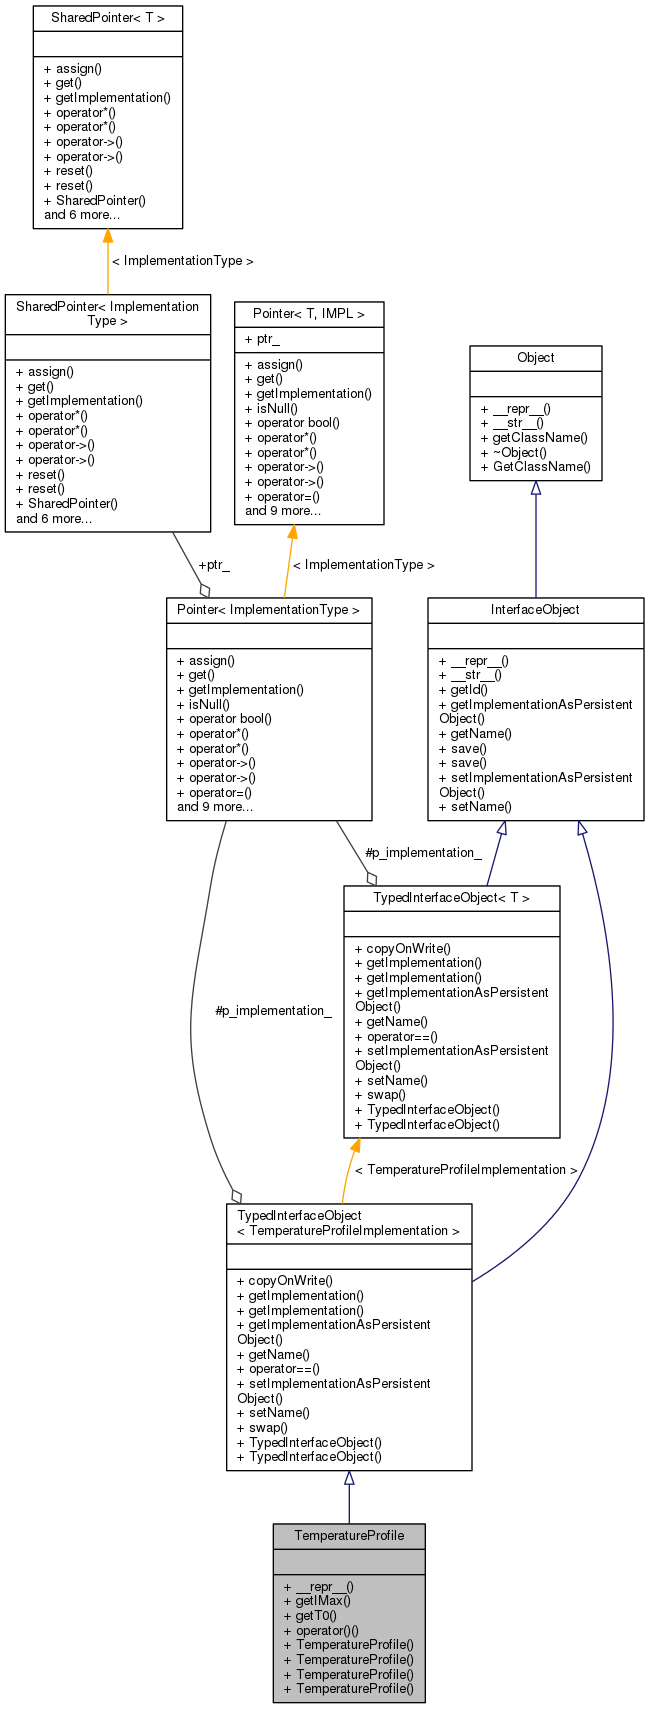 SharedPointer< T >
+ assign()
+ get()
+ getImplementation()
+ operator*()
+ operator*()
+ operator->()
+ operator->()
+ reset()
+ reset()
+ SharedPointer()
and 6 more...
< ImplementationType >
SharedPointer< Implementation
Type >
+ assign()
+ get()
+ getImplementation()
+ operator*()
+ operator*()
+ operator->()
+ operator->()
+ reset()
+ reset()
+ SharedPointer()
and 6 more...
Pointer< T, IMPL >
+ ptr_
+ assign()
+ get()
+ getImplementation()
+ isNull()
+ operator bool()
+ operator*()
+ operator*()
+ operator->()
+ operator->()
+ operator=()
and 9 more...
Object
+ __repr__()
+ __str__()
+ getClassName()
+ ~Object()
+ GetClassName()
+ptr_
< ImplementationType >
Pointer< ImplementationType >
+ assign()
+ get()
+ getImplementation()
+ isNull()
+ operator bool()
+ operator*()
+ operator*()
+ operator->()
+ operator->()
+ operator=()
and 9 more...
InterfaceObject
+ __repr__()
+ __str__()
+ getId()
+ getImplementationAsPersistent
Object()
+ getName()
+ save()
+ save()
+ setImplementationAsPersistent
Object()
+ setName()
#p_implementation_
TypedInterfaceObject< T >
+ copyOnWrite()
+ getImplementation()
+ getImplementation()
+ getImplementationAsPersistent
Object()
+ getName()
+ operator==()
+ setImplementationAsPersistent
Object()
+ setName()
+ swap()
+ TypedInterfaceObject()
+ TypedInterfaceObject()
#p_implementation_
< TemperatureProfileImplementation >
TypedInterfaceObject
< TemperatureProfileImplementation >
+ copyOnWrite()
+ getImplementation()
+ getImplementation()
+ getImplementationAsPersistent
Object()
+ getName()
+ operator==()
+ setImplementationAsPersistent
Object()
+ setName()
+ swap()
+ TypedInterfaceObject()
+ TypedInterfaceObject()
TemperatureProfile
+ __repr__()
+ getIMax()
+ getT0()
+ operator()()
+ TemperatureProfile()
+ TemperatureProfile()
+ TemperatureProfile()
+ TemperatureProfile()